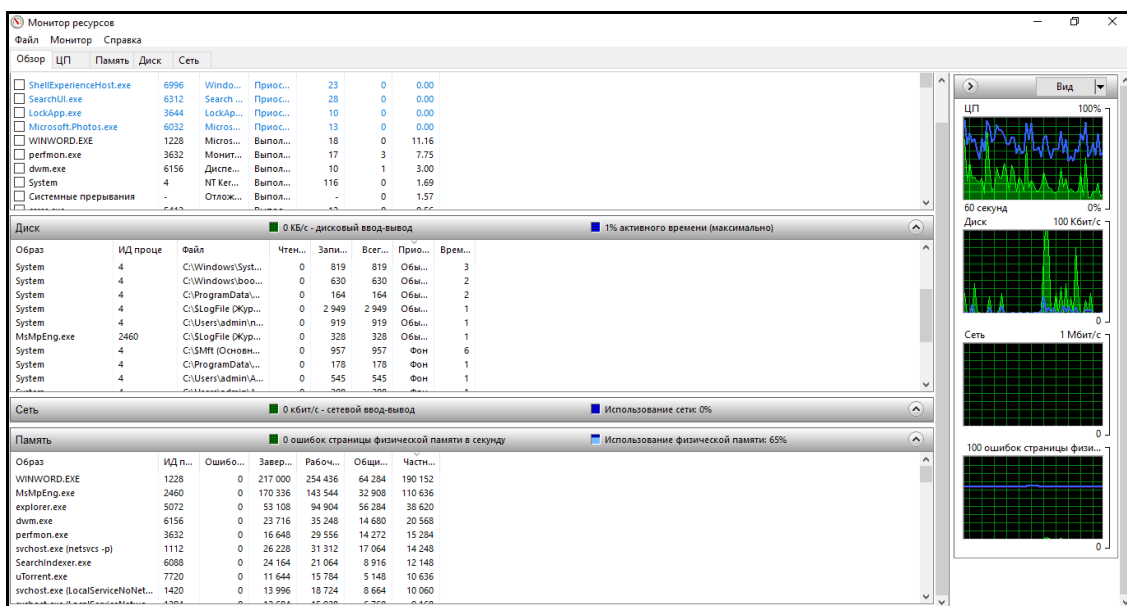 Монитор ресурсов
Файл Монитор Справка
Обзор ЦП Память Диск Сеть
ShellExperienceHost.exe 6996 Windo... Приос... 23 0 0.00
SearchUI.exe 6312 Search ... Приос... 28 0 0.00
LockApp.exe 3644 LockAp... Приос... 10 0 0.00
Microsoft.Photos.exe 6032 Micros... Приос... 13 0 0.00
WINWORD.EXE 1228 Micros... Выпол... 18 0 11.16
perfmon.exe 3632 Монит... Выпол... 17 3 7.75
dwm.exe 6156 Диспе... Выпол... 10 1 3.00
System 4 NT Ker... Выпол... 116 0 1.69
Системные прерывания - Отлож... Выпол... - 0 1.57
Диск 0 КБ/с - дисковый ввод-вывод 1% активного времени (максимально)
Образ ИД проце Файл Чтен... Запи... Всег... Прио... Врем...
System 4 C:\Windows\Syst... 0 819 819 Обы... 3
System 4 C:\Windows\boo... 0 630 630 Обы... 2
System 4 C:\ProgramData\... 0 164 164 Обы... 2
System 4 C:\$LogFile (Жур... 0 2 949 2 949 Обы... 1
System 4 C:\Users\admin\n... 0 919 919 Обы... 1
MsMpEng.exe 2460 C:\$LogFile (Жур... 0 328 328 Обы... 1
System 4 C:\$Mft (Основн... 0 957 957 Фон 6
System 4 C:\ProgramData\... 0 178 178 Фон 1
System 4 C:\Users\admin\A... 0 545 545 Фон 1
Сеть 0 кбит/с - сетевой ввод-вывод Использование сети: 0%
Память 0 ошибок страницы физической памяти в секунду Использование физической памяти: 65%
Образ ИД п... Ошибо... Завер... Рабоч... Общи... Частн...
WINWORD.EXE 1228 0 217 000 254 436 64 284 190 152
MsMpEng.exe 2460 0 170 336 143 544 32 908 110 636
explorer.exe 5072 0 53 108 94 904 56 284 38 620
dwm.exe 6156 0 23 716 35 248 14 680 20 568
perfmon.exe 3632 0 16 648 29 556 14 272 15 284
svchost.exe (netsvcs -p) 1112 0 26 228 31 312 17 064 14 248
SearchIndexer.exe 6088 0 24 164 21 064 8 916 12 148
uTorrent.exe 7720 0 11 644 15 784 5 148 10 636
svchost.exe (LocalServiceNoNet... 1420 0 13 996 18 724 8 664 10 060
Вид
ЦП 100%
60 секунд 0%
Диск 100 Кбит/с
0
Сеть 1 Мбит/с
0
100 ошибок страницы физи...
0